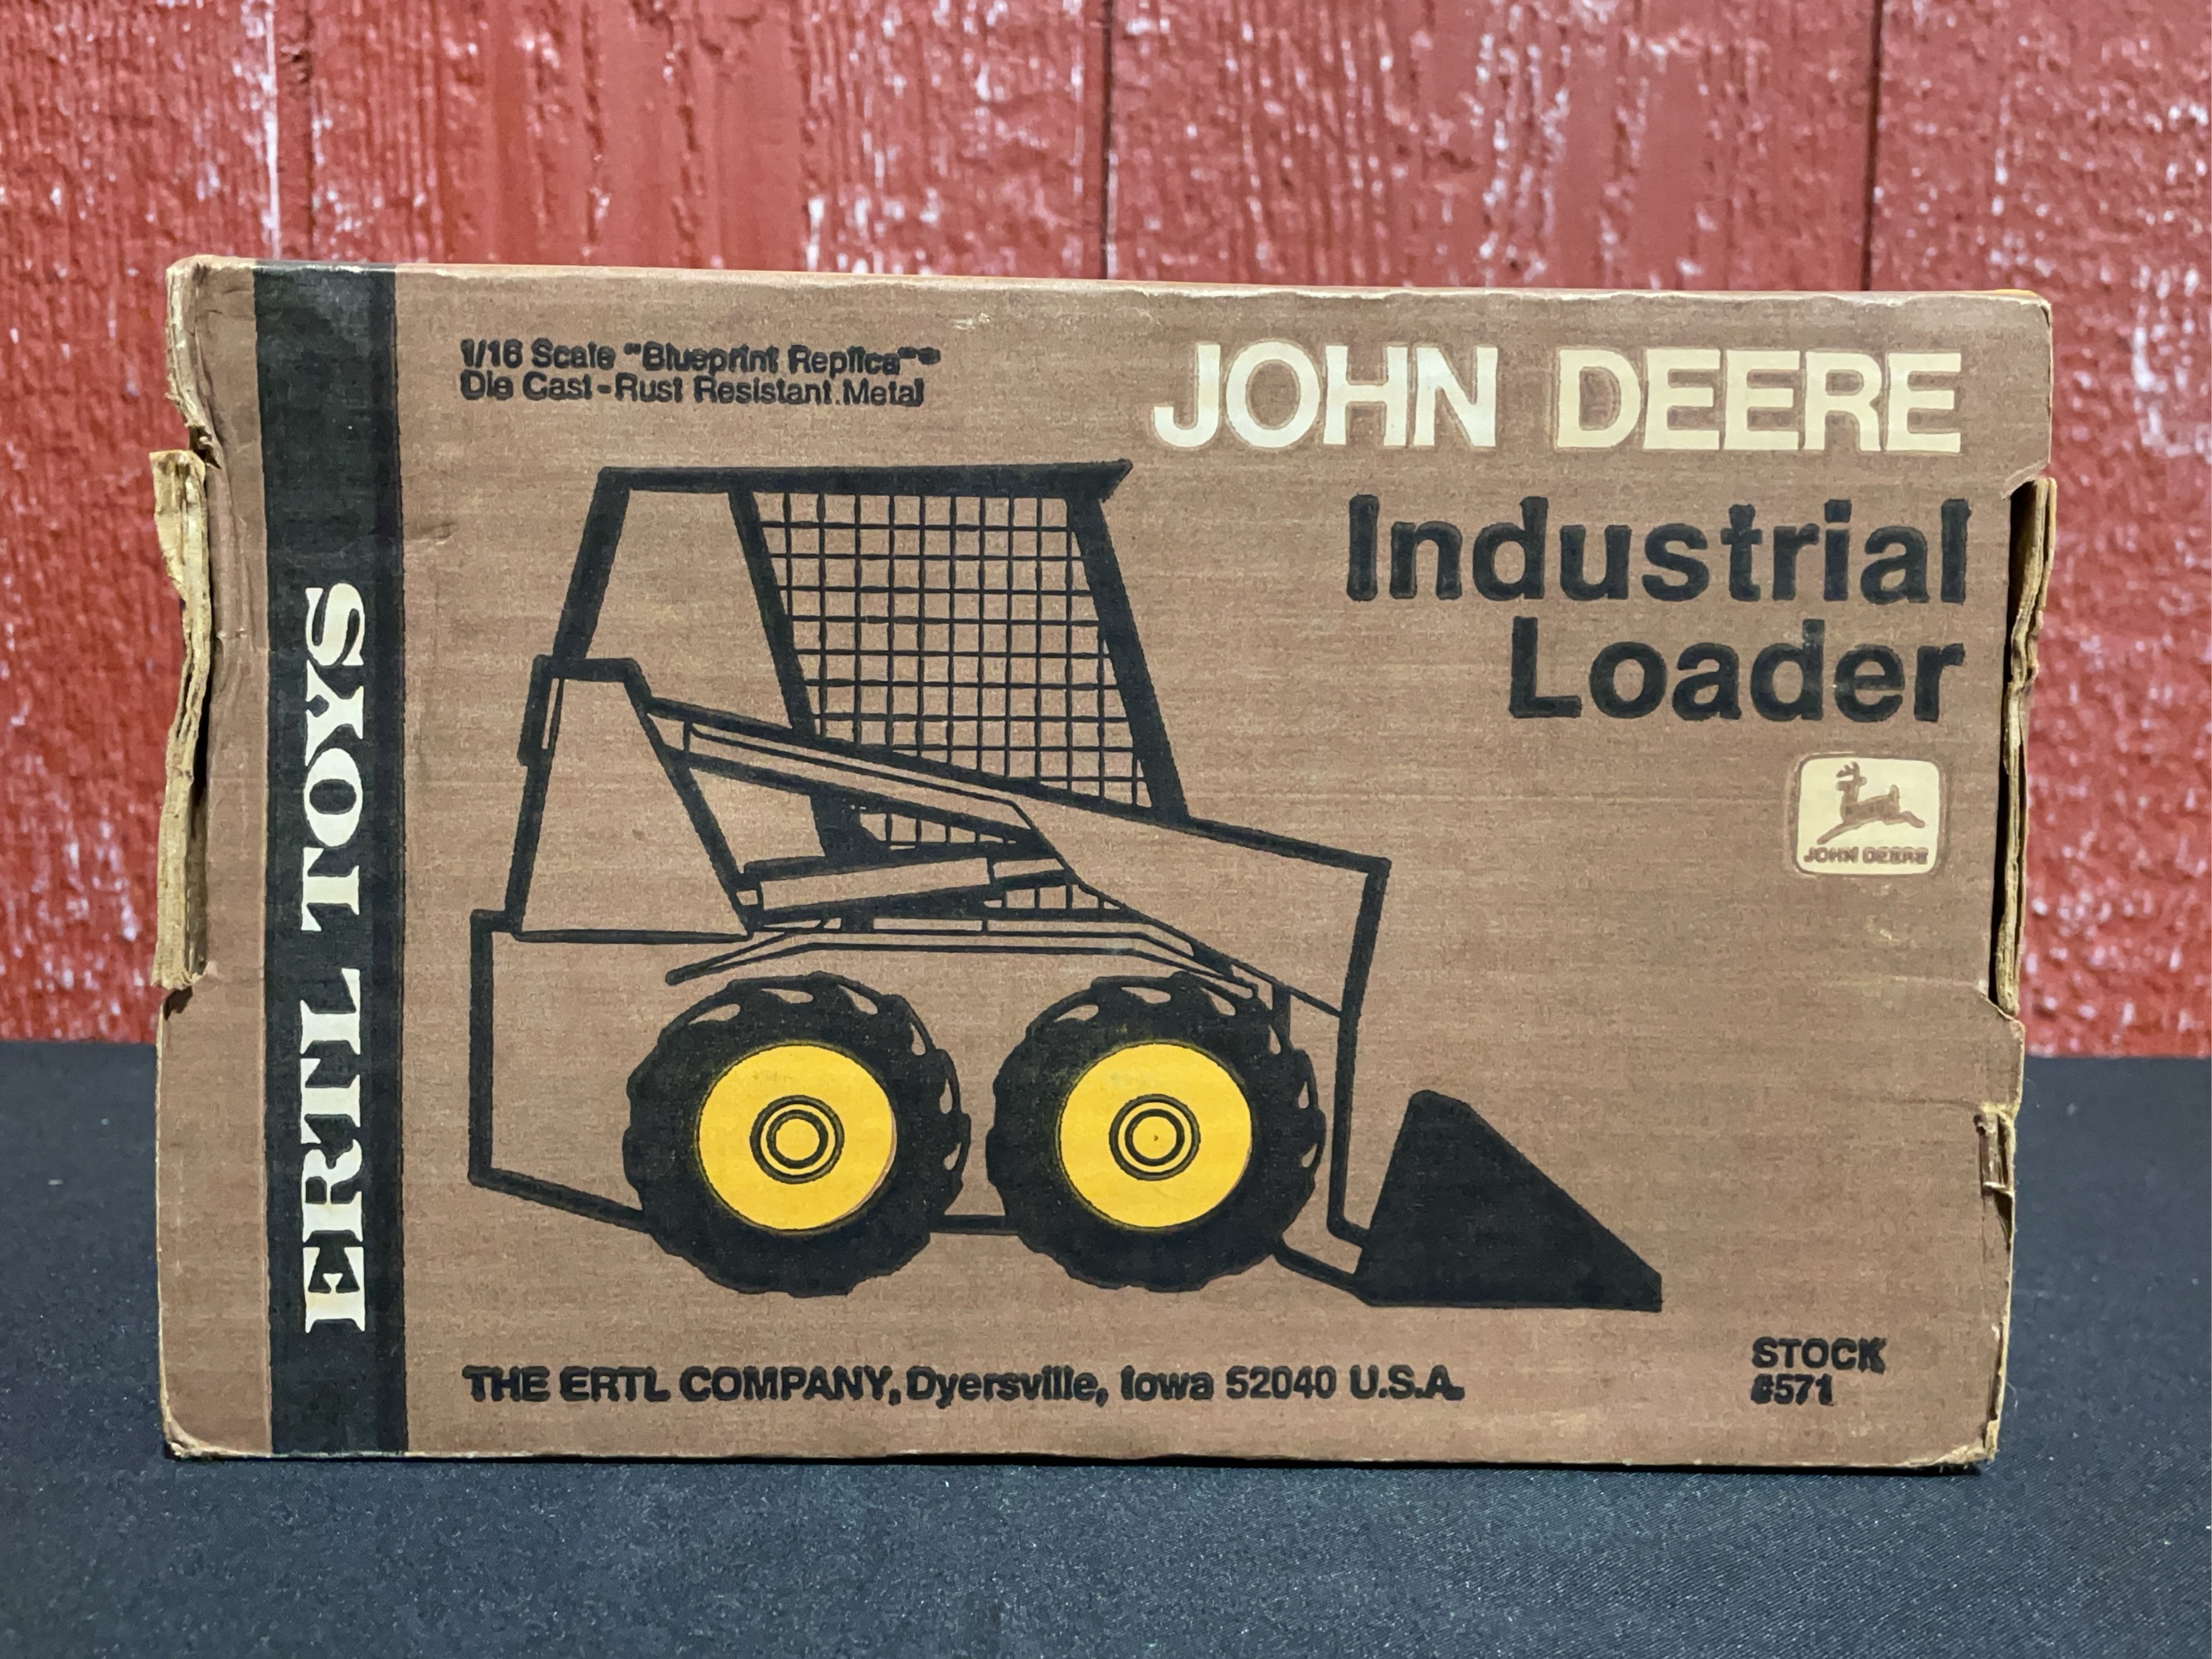 1/16 Scale "Blueprint Replica"®
Die Cast-Rust Resistant Metal
JOHN DEERE
Industrial
Loader
JOHN DEERE
ERTL TOYS
THE ERTL COMPANY, Dyersville, Iowa 52040 U.S.A.
STOCK
#571